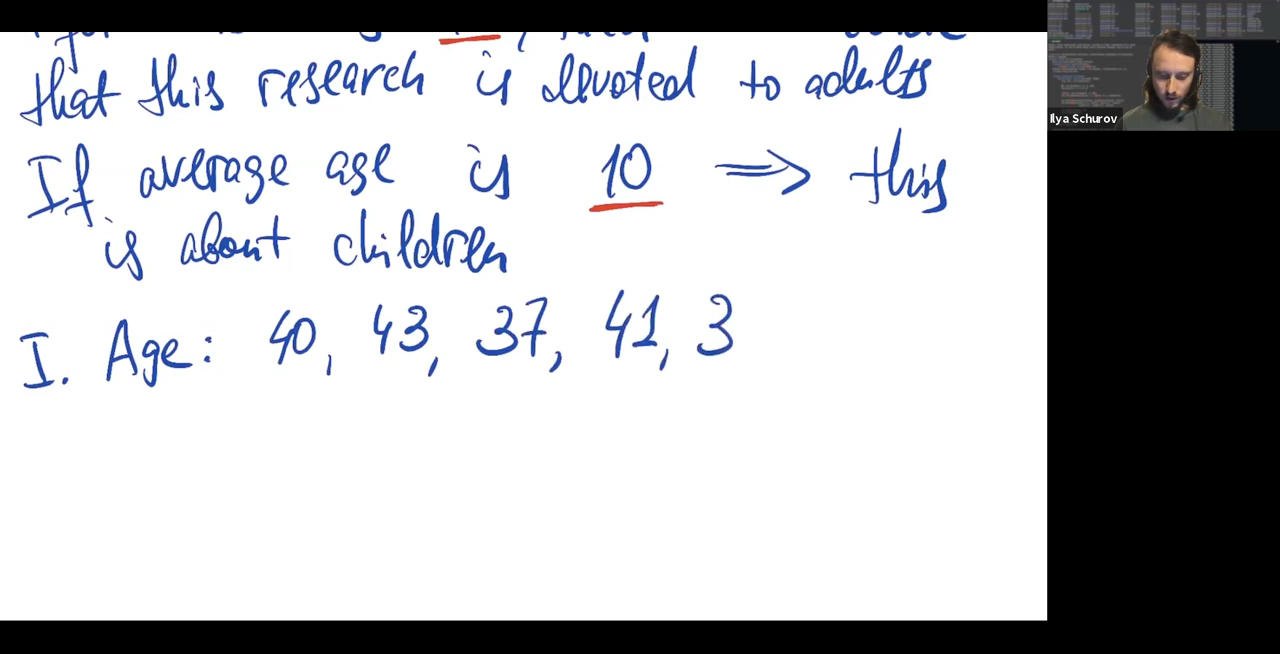 that this research is devoted to adults
If average age is 10 ⟹ this
is about children
I. Age: 40, 43, 37, 41, 3
Ilya Schurov